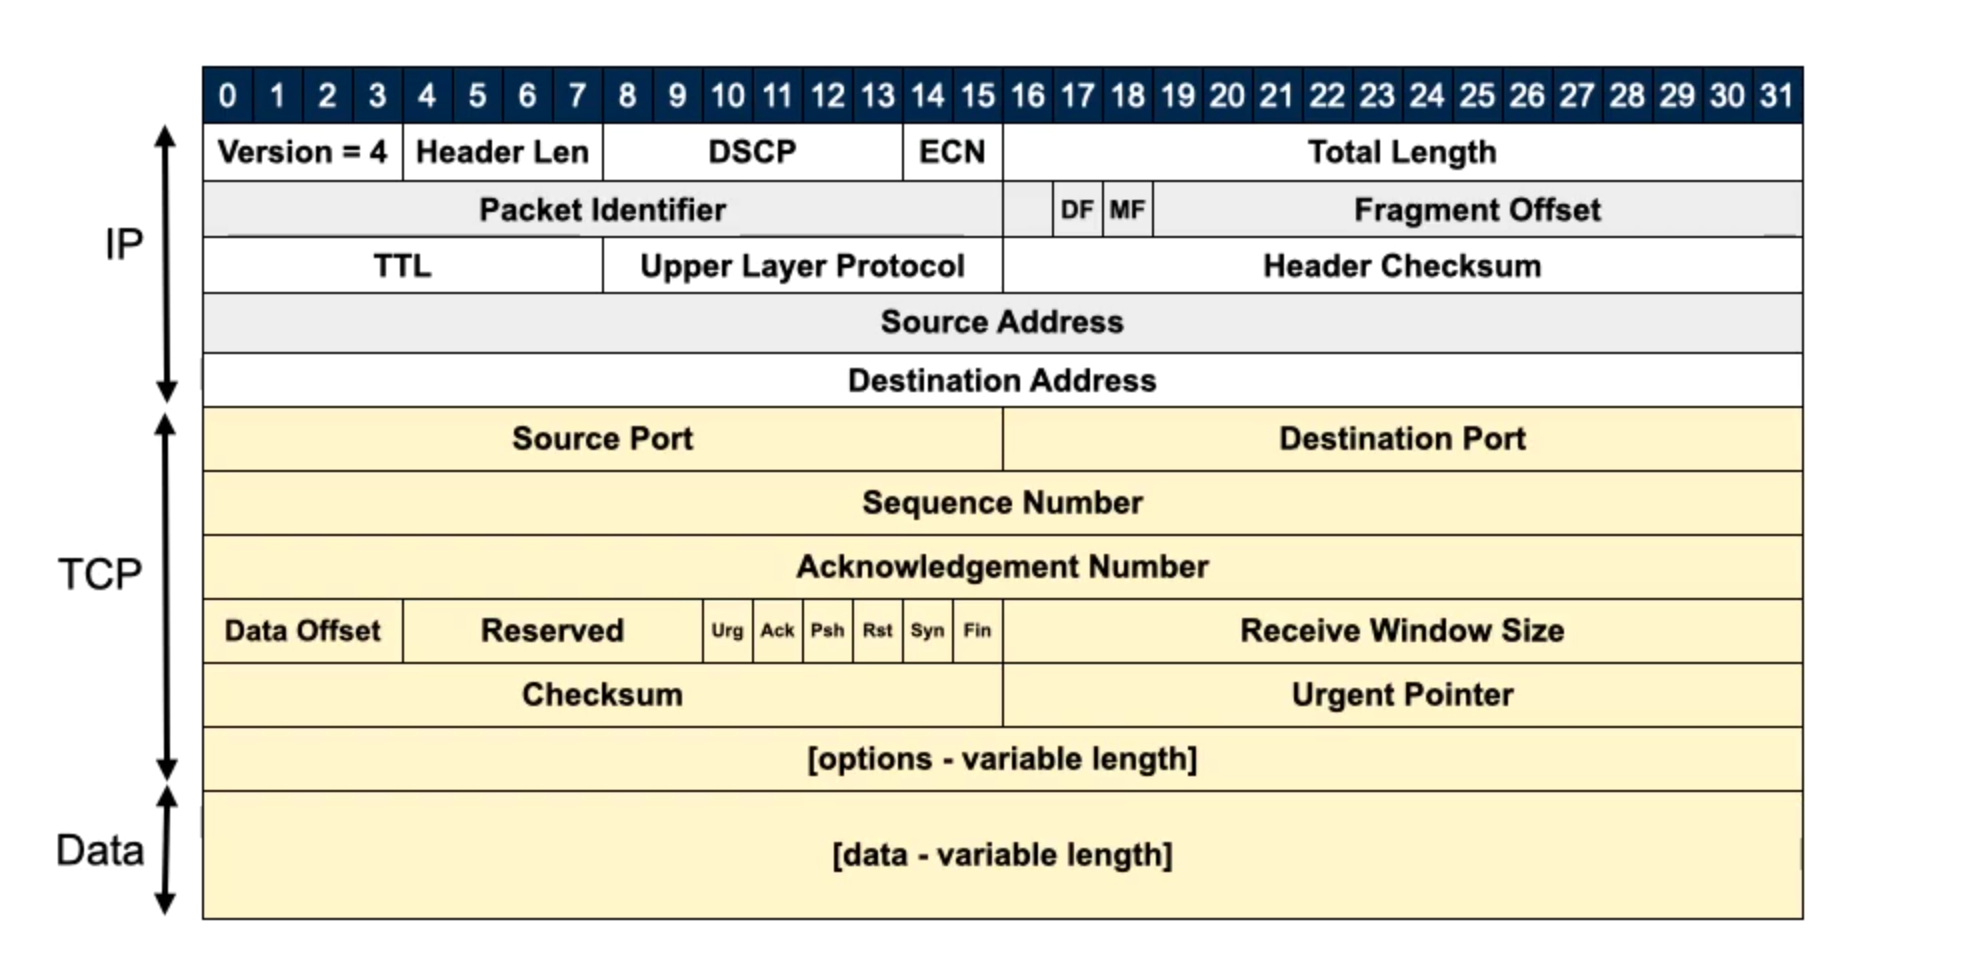 0 1 2 3 4 5 6 7 8 9 10 11 12 13 14 15 16 17 18 19 20 21 22 23 24 25 26 27 28 29 30 31
Version = 4 Header Len DSCP ECN Total Length
Packet Identifier DF MF Fragment Offset
IP
TTL Upper Layer Protocol Header Checksum
Source Address
Destination Address
Source Port Destination Port
Sequence Number
Acknowledgement Number
TCP
Data Offset Reserved Urg Ack Psh Rst Syn Fin Receive Window Size
Checksum Urgent Pointer
[options - variable length]
Data
[data - variable length]